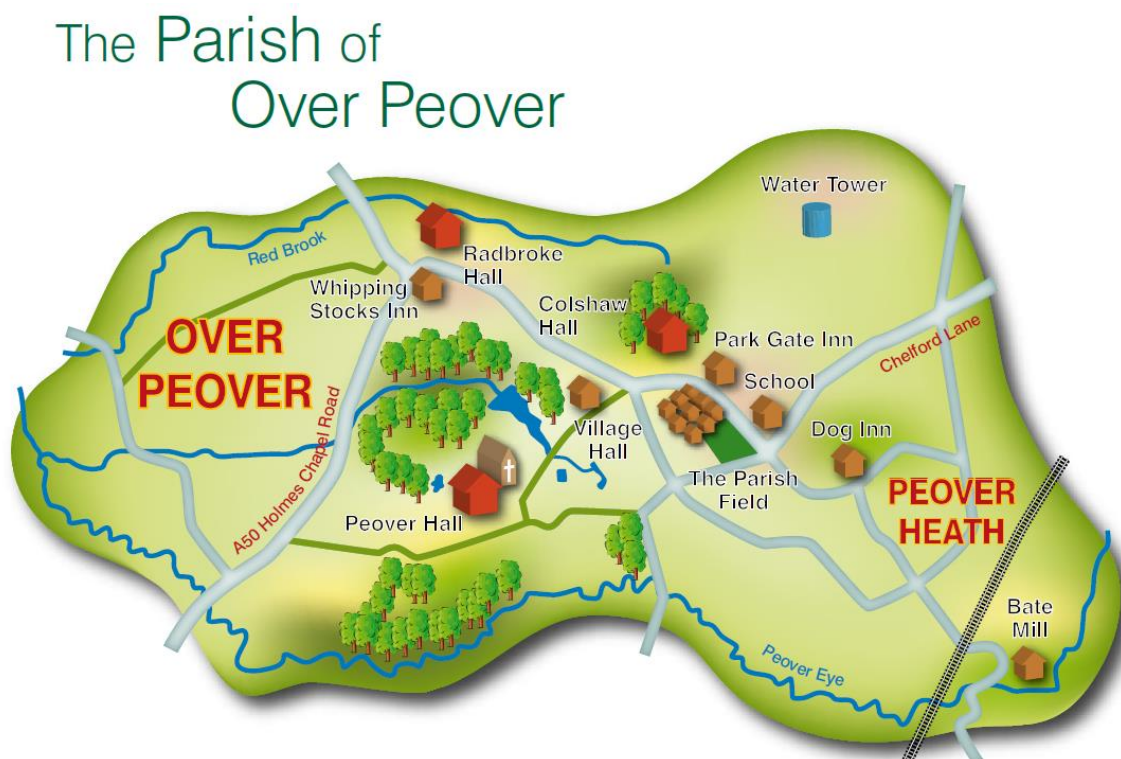 The Parish of
Over Peover
Water Tower
Red Brook
Radbroke
Hall
Whipping
Stocks Inn
Colshaw
Hall
OVER
PEOVER
Park Gate Inn
Chelford Lane
School
A50 Holmes Chapel Road
Village
Hall
Dog Inn
The Parish
Field
PEOVER
HEATH
Peover Hall
Bate
Mill
Peover Eye